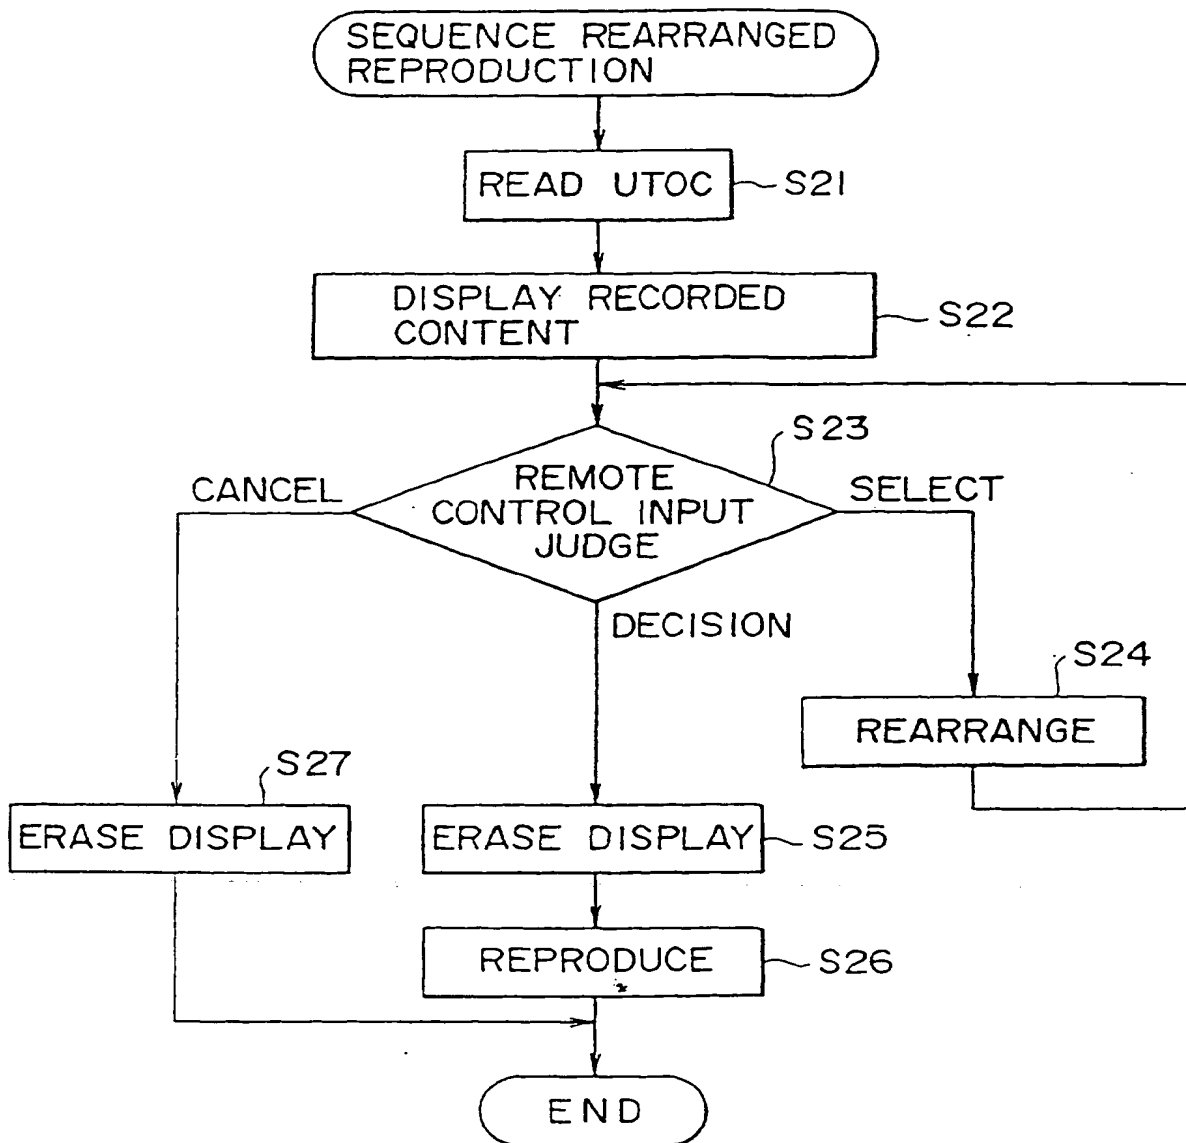 SEQUENCE REARRANGED
REPRODUCTION
READ UTOC
S21
DISPLAY RECORDED
CONTENT
S22
S23
REMOTE
CONTROL INPUT
JUDGE
CANCEL
SELECT
DECISION
S24
REARRANGE
S27
ERASE DISPLAY
ERASE DISPLAY
S25
REPRODUCE
S26
END